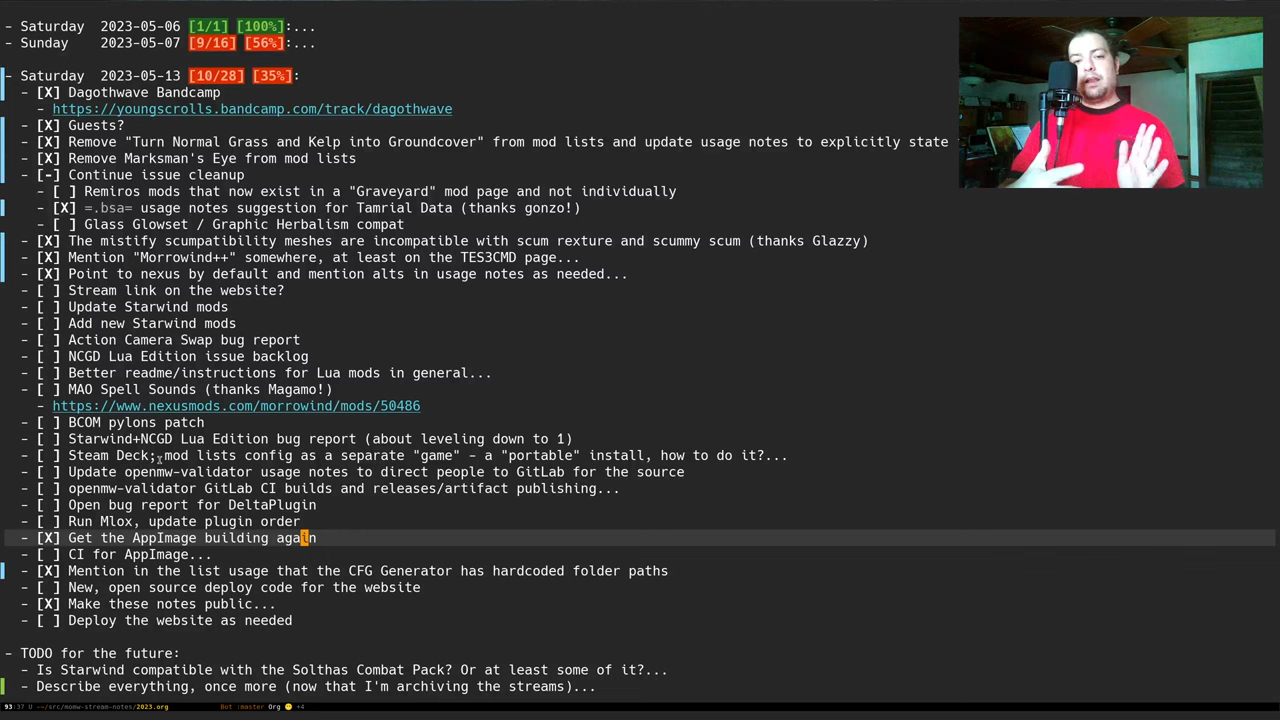 - Saturday  2023-05-06 [1/1] [100%]:...
- Sunday    2023-05-07 [9/16] [56%]:...
- Saturday  2023-05-13 [10/28] [35%]:
- [X] Dagothwave Bandcamp
- https://youngscrolls.bandcamp.com/track/dagothwave
- [X] Guests?
- [X] Remove "Turn Normal Grass and Kelp into Groundcover" from mod lists and update usage notes to explicitly state
- [X] Remove Marksman's Eye from mod lists
- [-] Continue issue cleanup
- [ ] Remiros mods that now exist in a "Graveyard" mod page and not individually
- [X] =.bsa= usage notes suggestion for Tamrial Data (thanks gonzo!)
- [ ] Glass Glowset / Graphic Herbalism compat
- [X] The mistify scumpatibility meshes are incompatible with scum rexture and scummy scum (thanks Glazzy)
- [X] Mention "Morrowind++" somewhere, at least on the TES3CMD page...
- [X] Point to nexus by default and mention alts in usage notes as needed...
- [ ] Stream link on the website?
- [ ] Update Starwind mods
- [ ] Add new Starwind mods
- [ ] Action Camera Swap bug report
- [ ] NCGD Lua Edition issue backlog
- [ ] Better readme/instructions for Lua mods in general...
- [ ] MAO Spell Sounds (thanks Magamo!)
- https://www.nexusmods.com/morrowind/mods/50486
- [ ] BCOM pylons patch
- [ ] Starwind+NCGD Lua Edition bug report (about leveling down to 1)
- [ ] Steam Deck; mod lists config as a separate "game" - a "portable" install, how to do it?...
- [ ] Update openmw-validator usage notes to direct people to GitLab for the source
- [ ] openmw-validator GitLab CI builds and releases/artifact publishing...
- [ ] Open bug report for DeltaPlugin
- [ ] Run Mlox, update plugin order
- [X] Get the AppImage building again
- [ ] CI for AppImage...
- [X] Mention in the list usage that the CFG Generator has hardcoded folder paths
- [ ] New, open source deploy code for the website
- [X] Make these notes public...
- [ ] Deploy the website as needed
- TODO for the future:
- Is Starwind compatible with the Solthas Combat Pack? Or at least some of it?...
- Describe everything, once more (now that I'm archiving the streams)...
93:37 U ~/src/momw-stream-notes/2023.org Bot :master Org +4